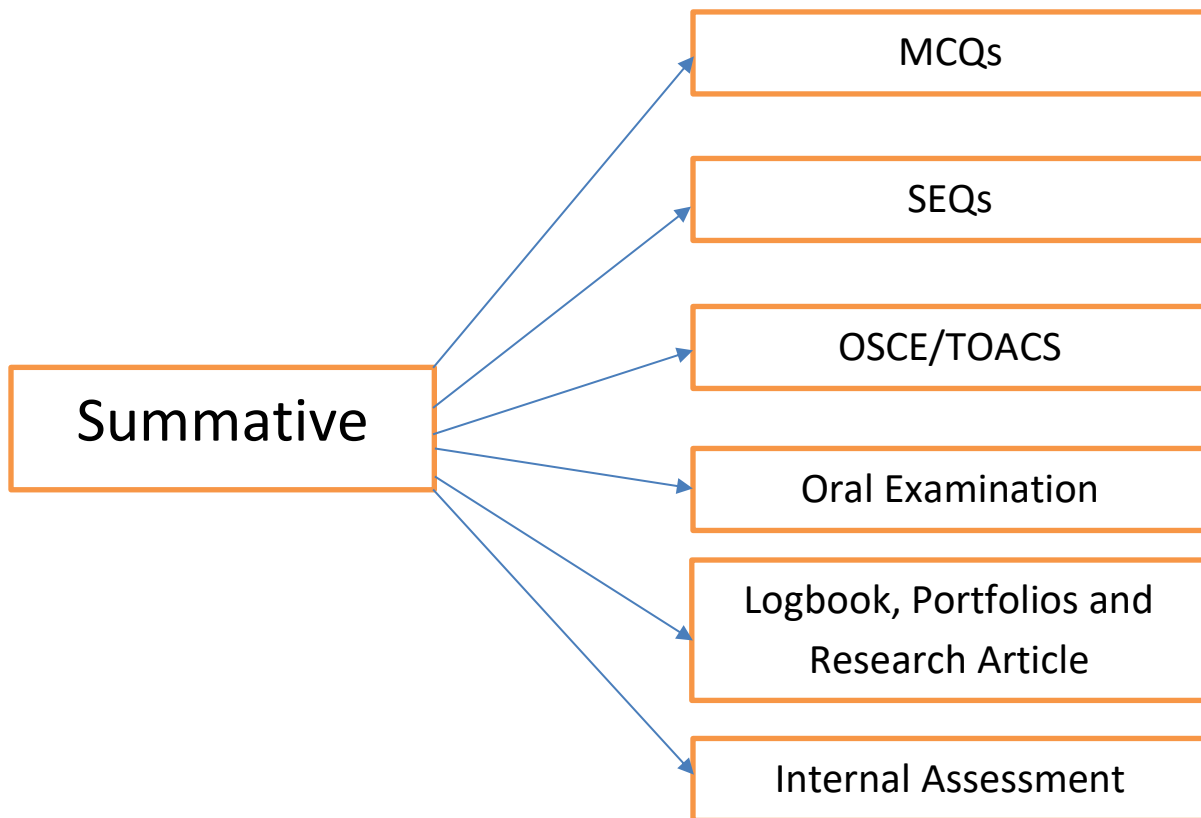 MCQs
SEQs
OSCE/TOACS
Summative
Oral Examination
Logbook, Portfolios and
Research Article
Internal Assessment